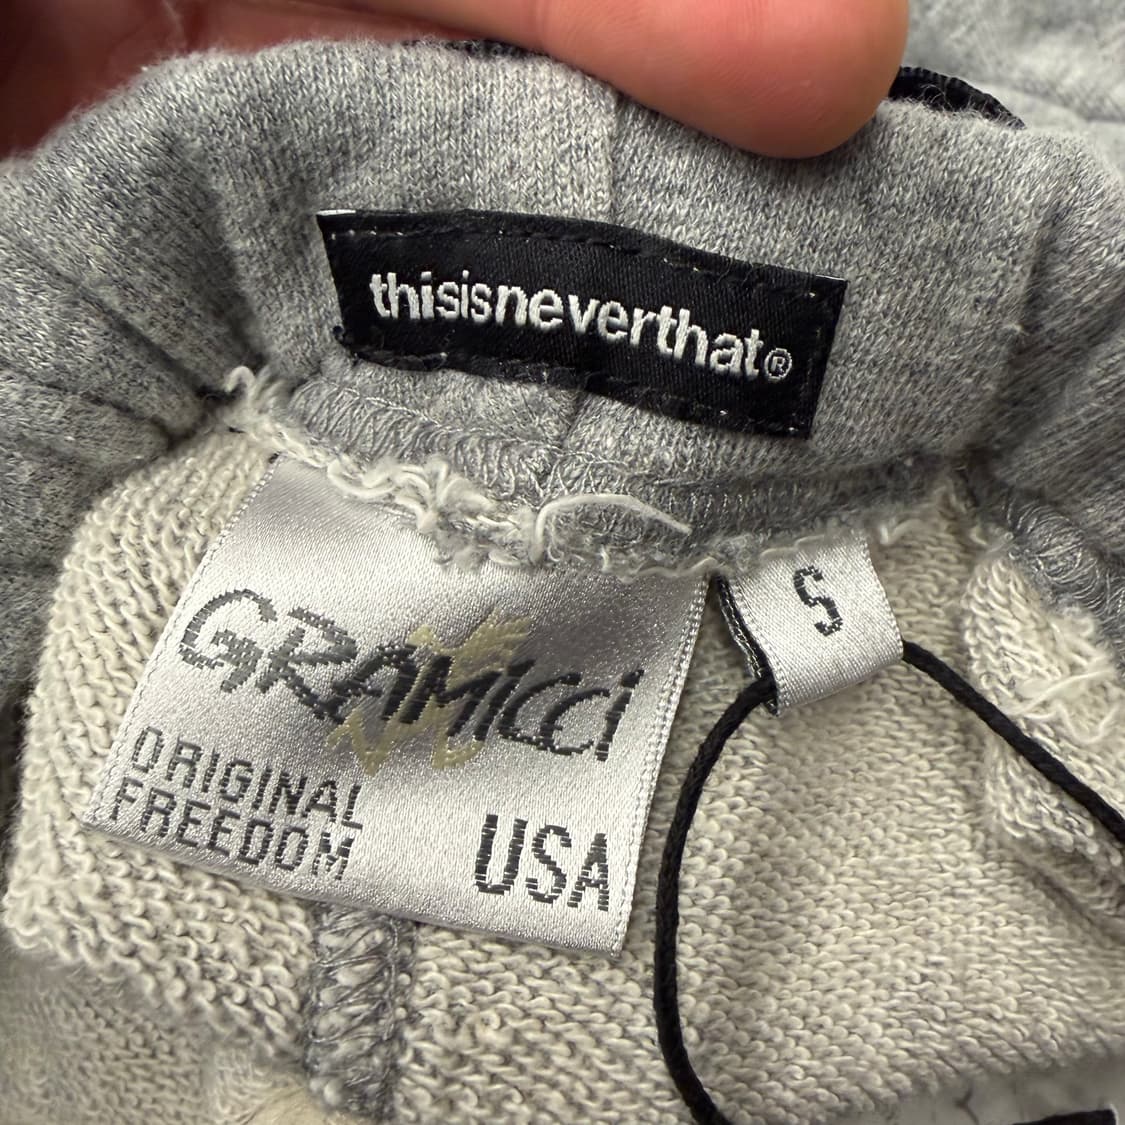 thisisneverthat®
S
GRAMICCI
ORIGINAL
FREEDOM
USA